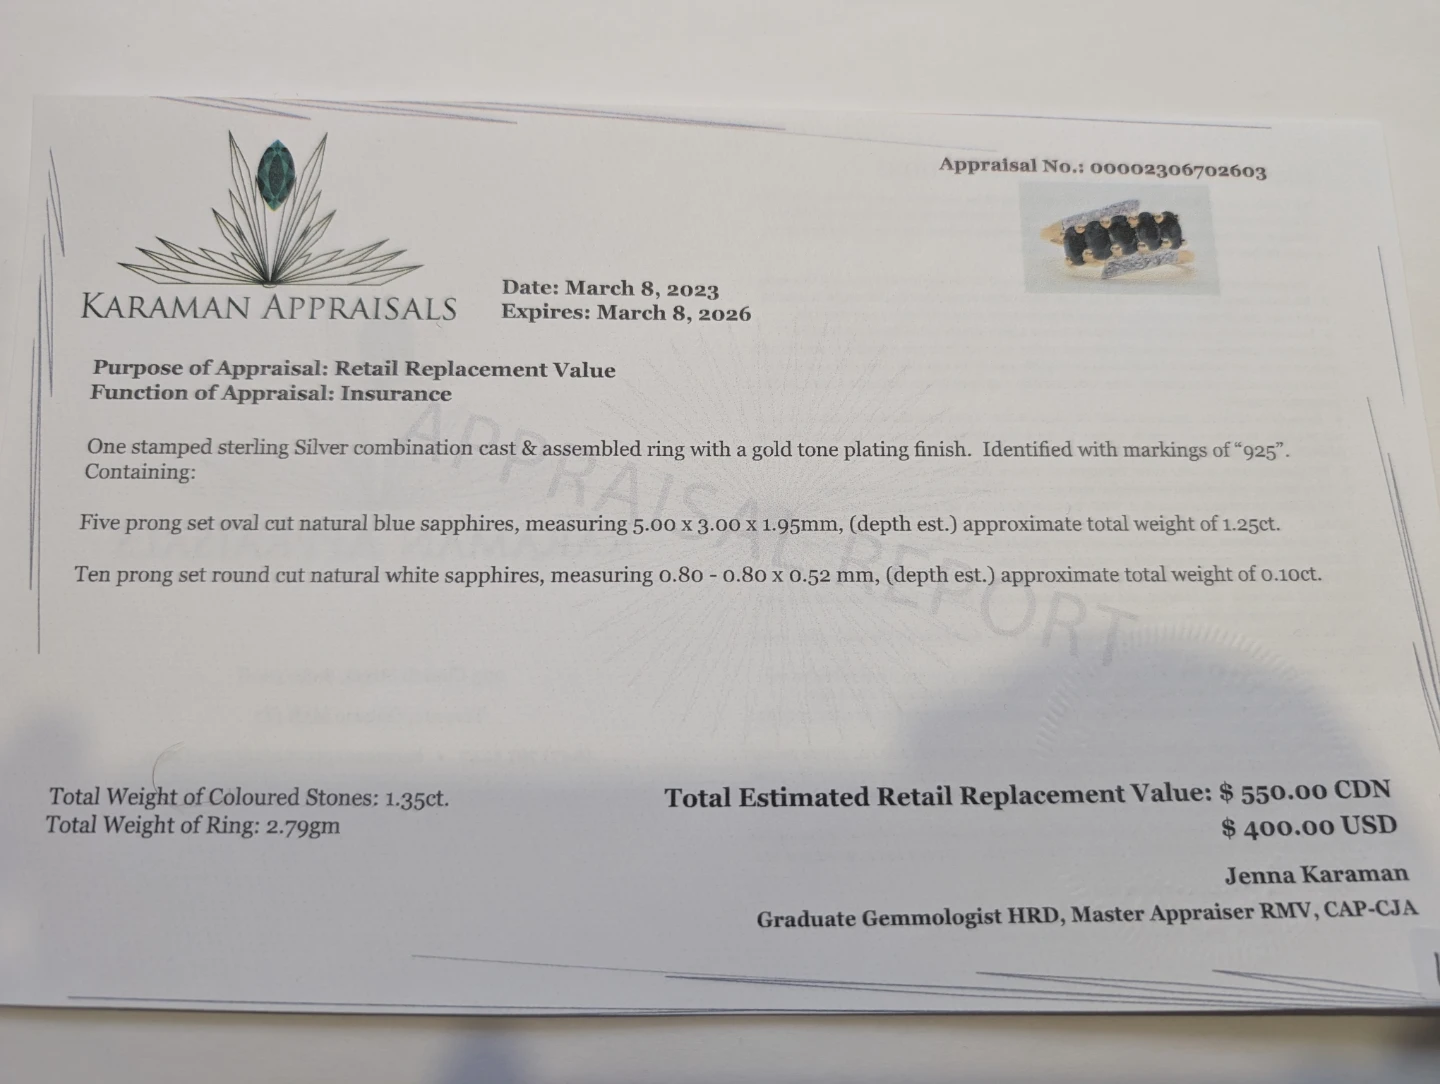 Appraisal No.: 00002306702603
KARAMAN APPRAISALS
Date: March 8, 2023
Expires: March 8, 2026
Purpose of Appraisal: Retail Replacement Value
Function of Appraisal: Insurance
One stamped sterling Silver combination cast & assembled ring with a gold tone plating finish. Identified with markings of “925”.
Containing:
Five prong set oval cut natural blue sapphires, measuring 5.00 x 3.00 x 1.95mm, (depth est.) approximate total weight of 1.25ct.
Ten prong set round cut natural white sapphires, measuring 0.80 - 0.80 x 0.52 mm, (depth est.) approximate total weight of 0.10ct.
APPRAISAL REPORT
Total Weight of Coloured Stones: 1.35ct.
Total Weight of Ring: 2.79gm
Total Estimated Retail Replacement Value: $ 550.00 CDN
$ 400.00 USD
Jenna Karaman
Graduate Gemmologist HRD, Master Appraiser RMV, CAP-CJA